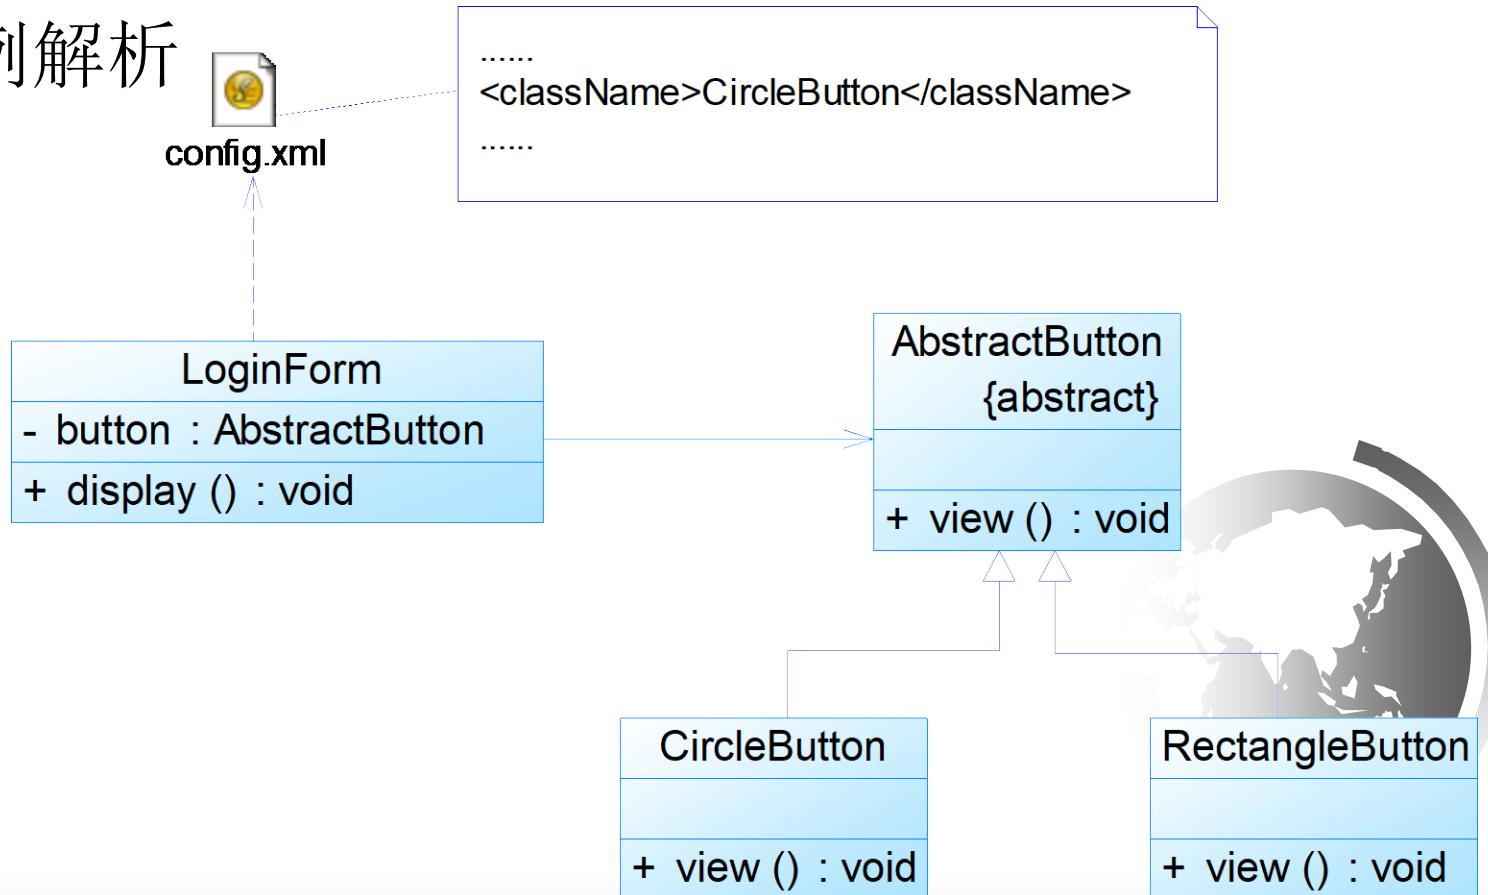 解析
......
<className>CircleButton</className>
......
config.xml
LoginForm
- button : AbstractButton
+ display () : void
AbstractButton
{abstract}
+ view () : void
CircleButton
+ view () : void
RectangleButton
+ view () : void